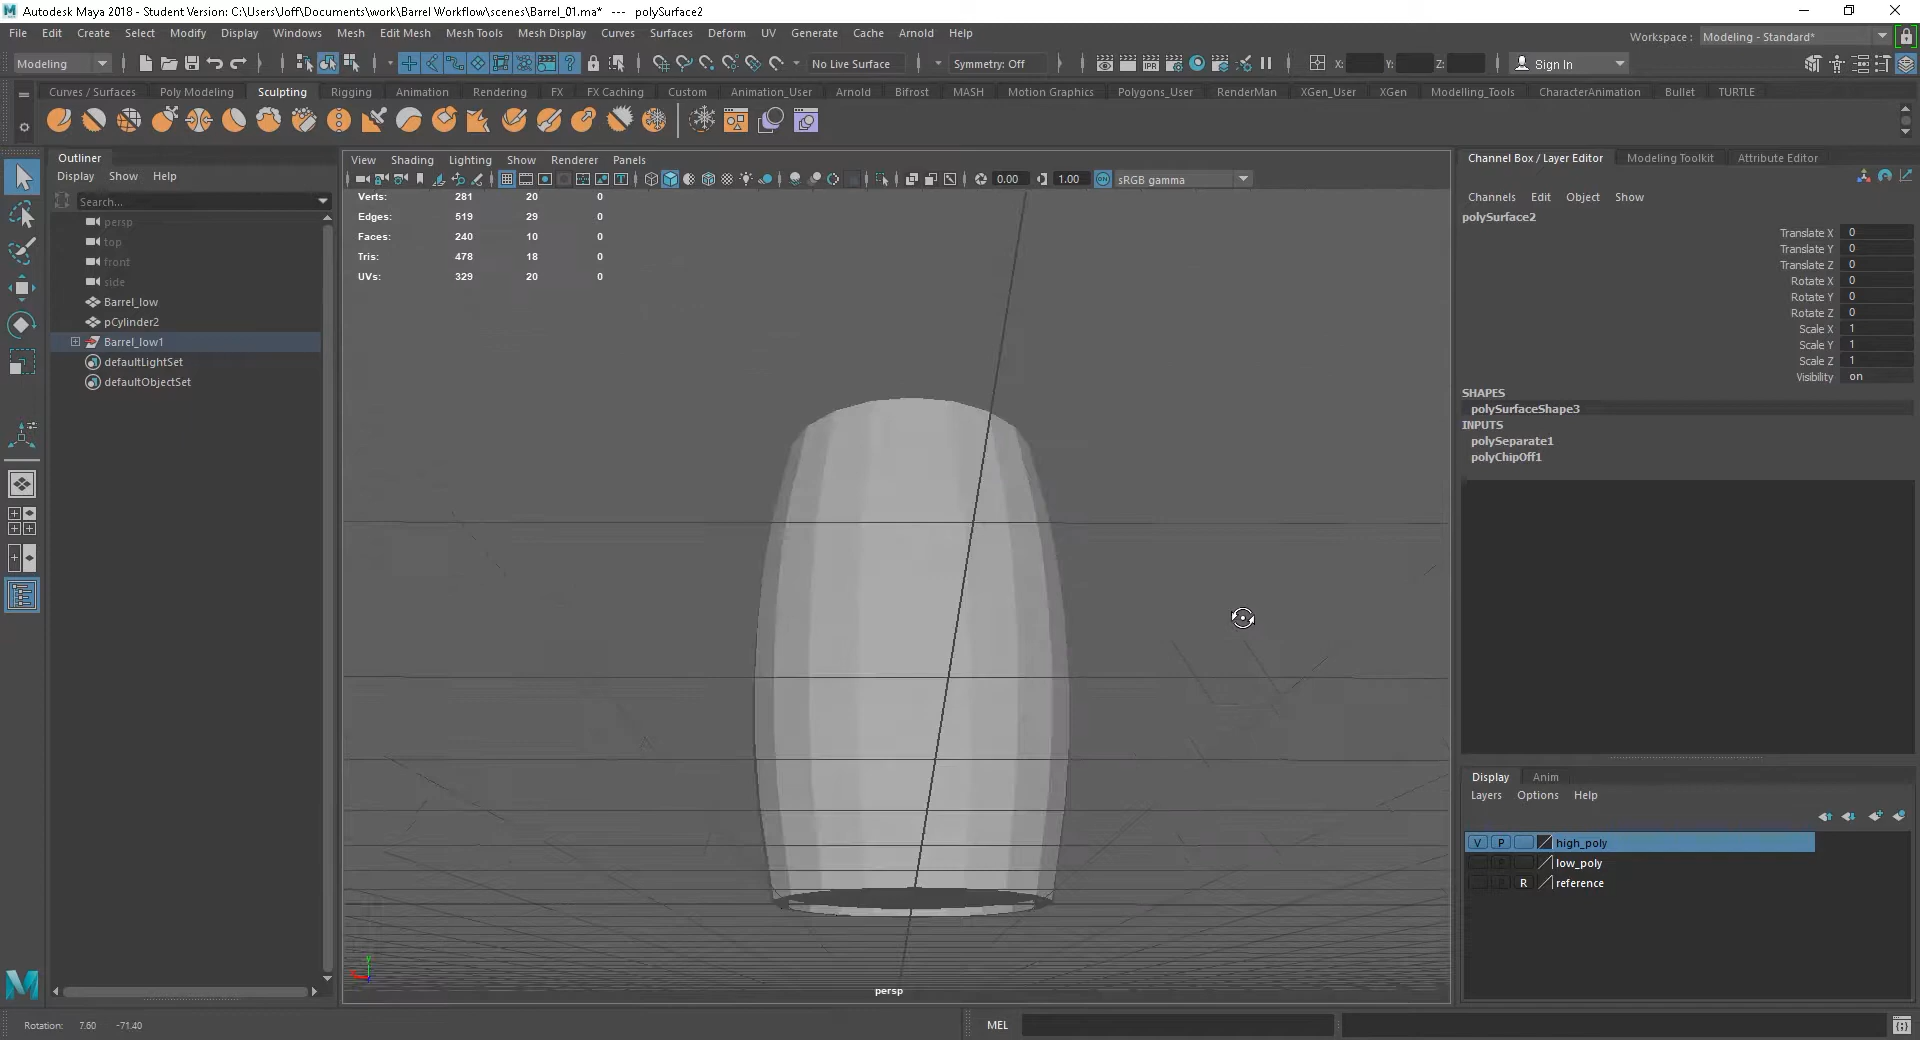 Autodesk Maya 2018 - Student Version: C:\Users\Joff\Documents\work\Barrel Workflow\scenes\Barrel_01.ma*   ---   polySurface2
File Edit Create Select Modify Display Windows Mesh Edit Mesh Mesh Tools Mesh Display Curves Surfaces Deform UV Generate Cache Arnold Help
Workspace : Modeling - Standard*
Modeling No Live Surface Symmetry: Off X: Y: Z: Sign In
Curves / Surfaces Poly Modeling Sculpting Rigging Animation Rendering FX FX Caching Custom Animation_User Arnold Bifrost MASH Motion Graphics Polygons_User RenderMan XGen_User XGen Modelling_Tools CharacterAnimation Bullet TURTLE
Outliner
Display Show Help
Search...
persp
top
front
side
Barrel_low
pCylinder2
Barrel_low1
defaultLightSet
defaultObjectSet
View Shading Lighting Show Renderer Panels
0.00 1.00 ON sRGB gamma
Verts: 281 20 0
Edges: 519 29 0
Faces: 240 10 0
Tris: 478 18 0
UVs: 329 20 0
y
persp
Channel Box / Layer Editor Modeling Toolkit Attribute Editor
Channels Edit Object Show
polySurface2
Translate X 0
Translate Y 0
Translate Z 0
Rotate X 0
Rotate Y 0
Rotate Z 0
Scale X 1
Scale Y 1
Scale Z 1
Visibility on
SHAPES
polySurfaceShape3
INPUTS
polySeparate1
polyChipOff1
Display Anim
Layers Options Help
V P high_poly
low_poly
R reference
Rotation: 7.60 -71.40
MEL